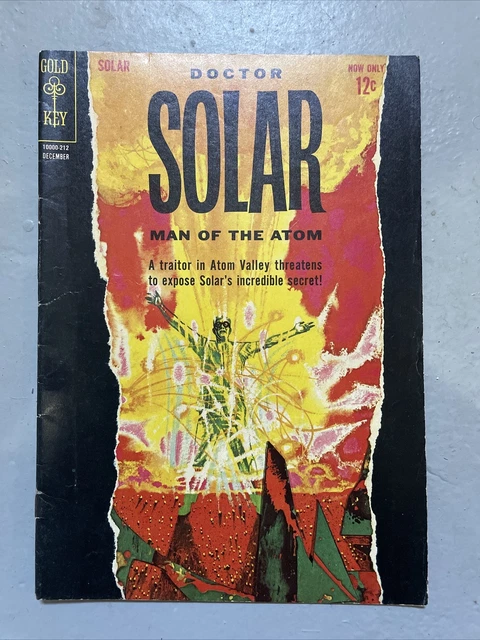 GOLD
KEY
10000-212
DECEMBER
SOLAR
NOW ONLY
12c
DOCTOR
SOLAR
MAN OF THE ATOM
A traitor in Atom Valley threatens
to expose Solar's incredible secret!